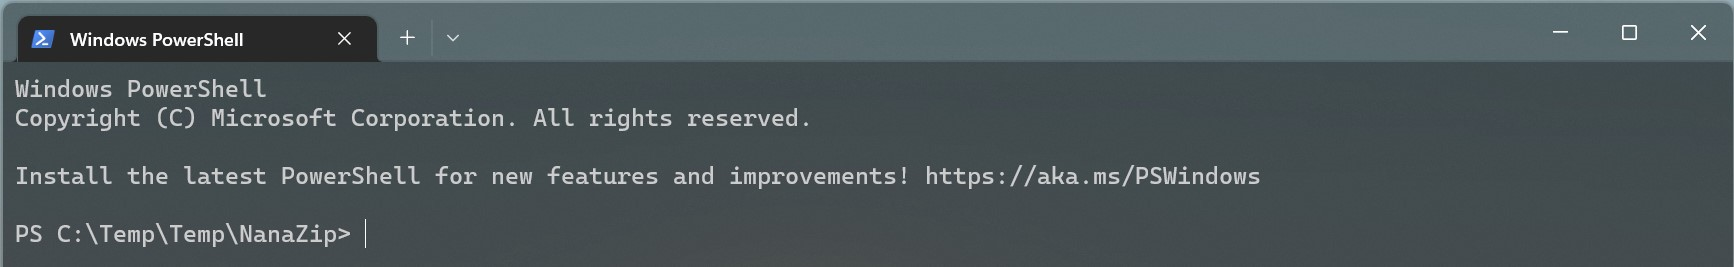 Windows PowerShell
Windows PowerShell
Copyright (C) Microsoft Corporation. All rights reserved.
Install the latest PowerShell for new features and improvements! https://aka.ms/PSWindows
PS C:\Temp\Temp\NanaZip>